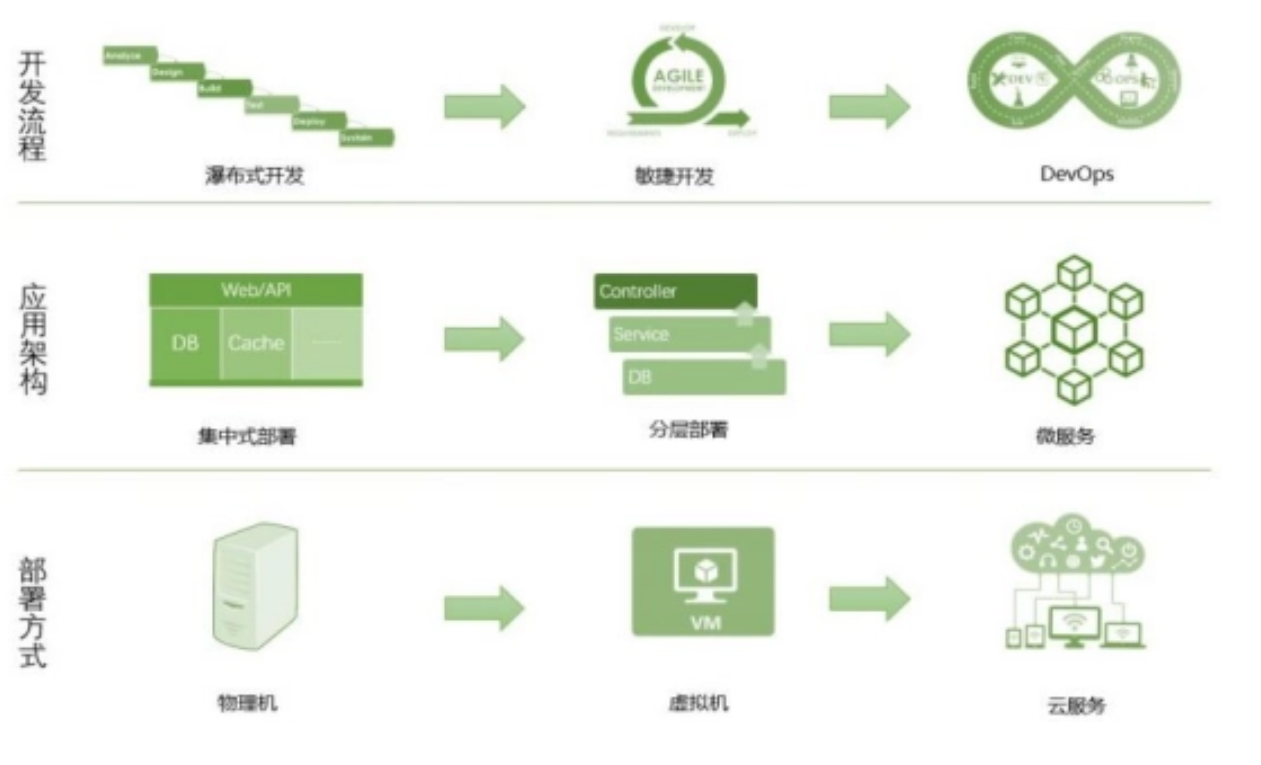 开发流程
Analyze
Design
Build
Test
Deploy
Sustain
瀑布式开发
DEVELOP
AGILE
DEVELOPMENT
REQUIREMENTS
DEPLOY
敏捷开发
DEV
OPS
DevOps
应用架构
Web/API
DB
Cache
······
集中式部署
Controller
Service
DB
分层部署
微服务
部署方式
物理机
VM
虚拟机
云服务